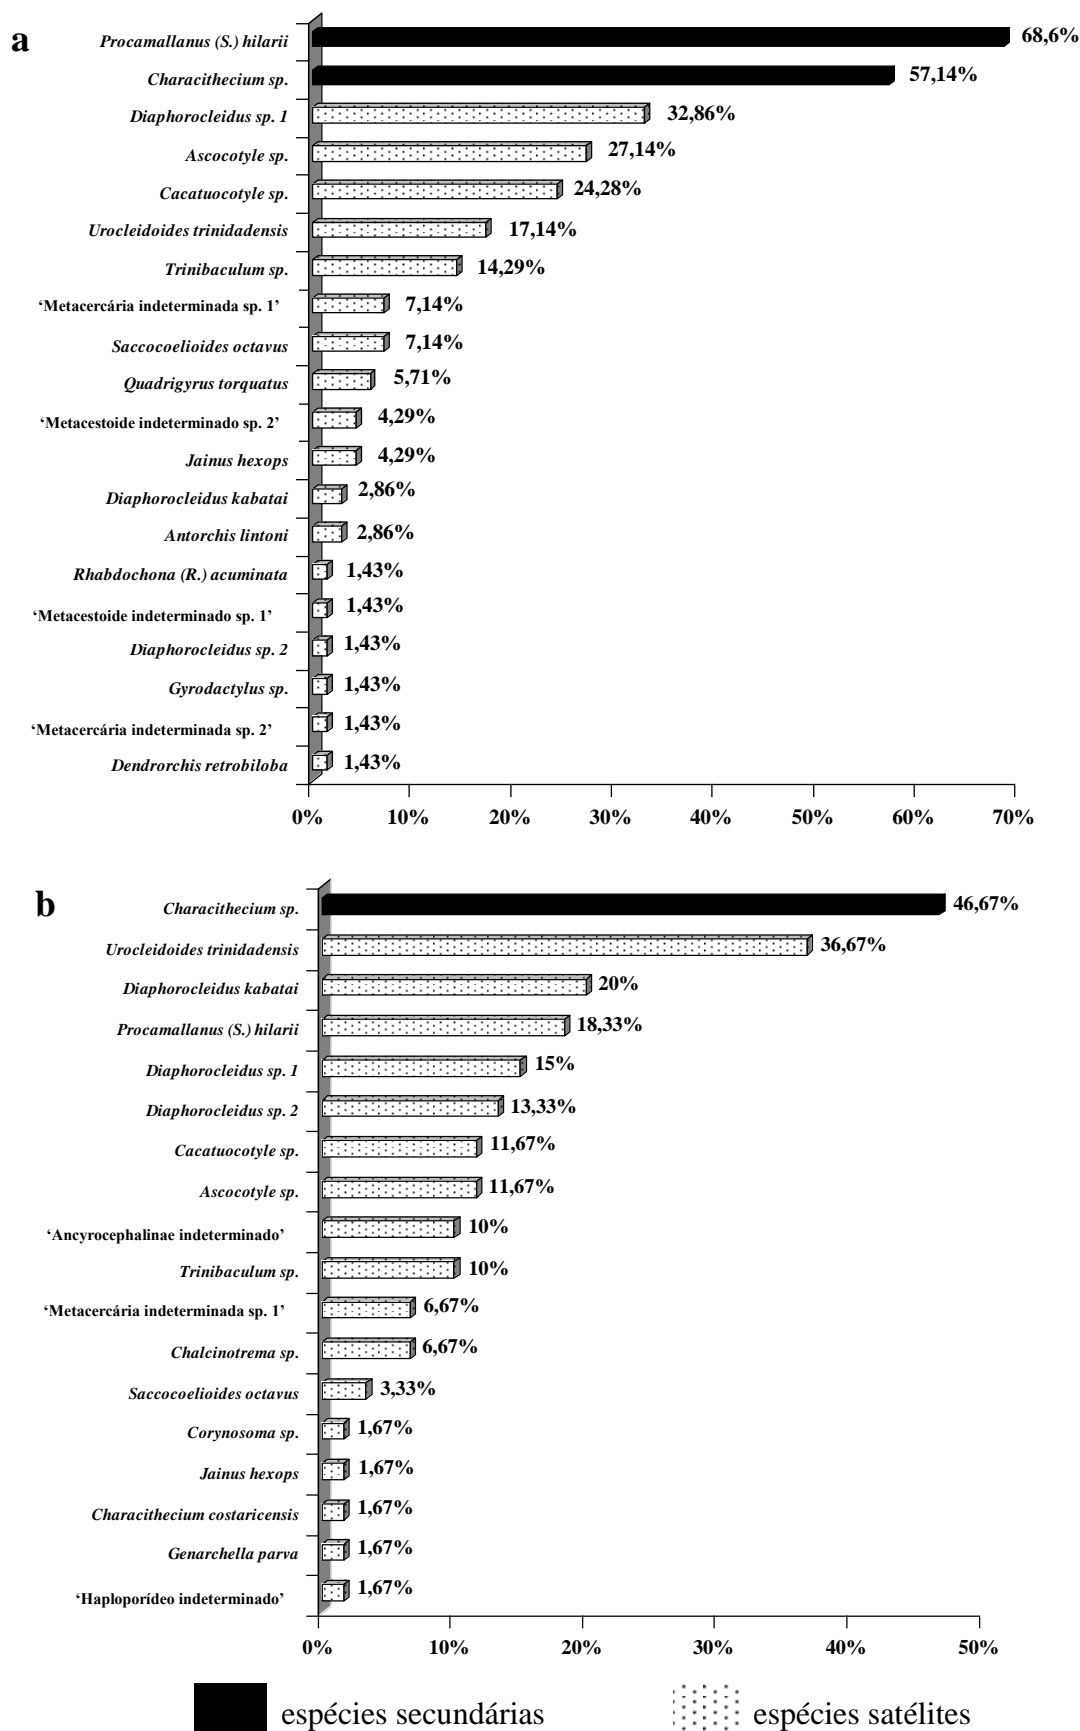 a
Procamallanus (S.) hilarii 68,6%
Characithecium sp. 57,14%
Diaphorocleidus sp. 1 32,86%
Ascocotyle sp. 27,14%
Cacatuocotyle sp. 24,28%
Urocleidoides trinidadensis 17,14%
Trinibaculum sp. 14,29%
‘Metacercária indeterminada sp. 1’ 7,14%
Saccocoelioides octavus 7,14%
Quadrigyrus torquatus 5,71%
‘Metacestoide indeterminado sp. 2’ 4,29%
Jainus hexops 4,29%
Diaphorocleidus kabatai 2,86%
Antorchis lintoni 2,86%
Rhabdochona (R.) acuminata 1,43%
‘Metacestoide indeterminado sp. 1’ 1,43%
Diaphorocleidus sp. 2 1,43%
Gyrodactylus sp. 1,43%
‘Metacercária indeterminada sp. 2’ 1,43%
Dendrorchis retrobiloba 1,43%
0% 10% 20% 30% 40% 50% 60% 70%
b
Characithecium sp. 46,67%
Urocleidoides trinidadensis 36,67%
Diaphorocleidus kabatai 20%
Procamallanus (S.) hilarii 18,33%
Diaphorocleidus sp. 1 15%
Diaphorocleidus sp. 2 13,33%
Cacatuocotyle sp. 11,67%
Ascocotyle sp. 11,67%
‘Ancyrocephalinae indeterminado’ 10%
Trinibaculum sp. 10%
‘Metacercária indeterminada sp. 1’ 6,67%
Chalcinotrema sp. 6,67%
Saccocoelioides octavus 3,33%
Corynosoma sp. 1,67%
Jainus hexops 1,67%
Characithecium costaricensis 1,67%
Genarchella parva 1,67%
‘Haploporídeo indeterminado’ 1,67%
0% 10% 20% 30% 40% 50%
espécies secundárias espécies satélites